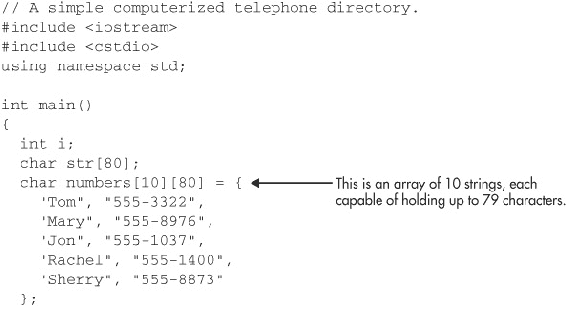 // A simple computerized telephone directory.
#include <iostream>
#include <cstdio>
using namespace std;
int main()
{
int i;
char str[80];
char numbers[10][80] = {
This is an array of 10 strings, each
capable of holding up to 79 characters.
"Tom", "555-3322",
"Mary", "555-8976",
"Jon", "555-1037",
"Rachel", "555-1400",
"Sherry", "555-8873"
};